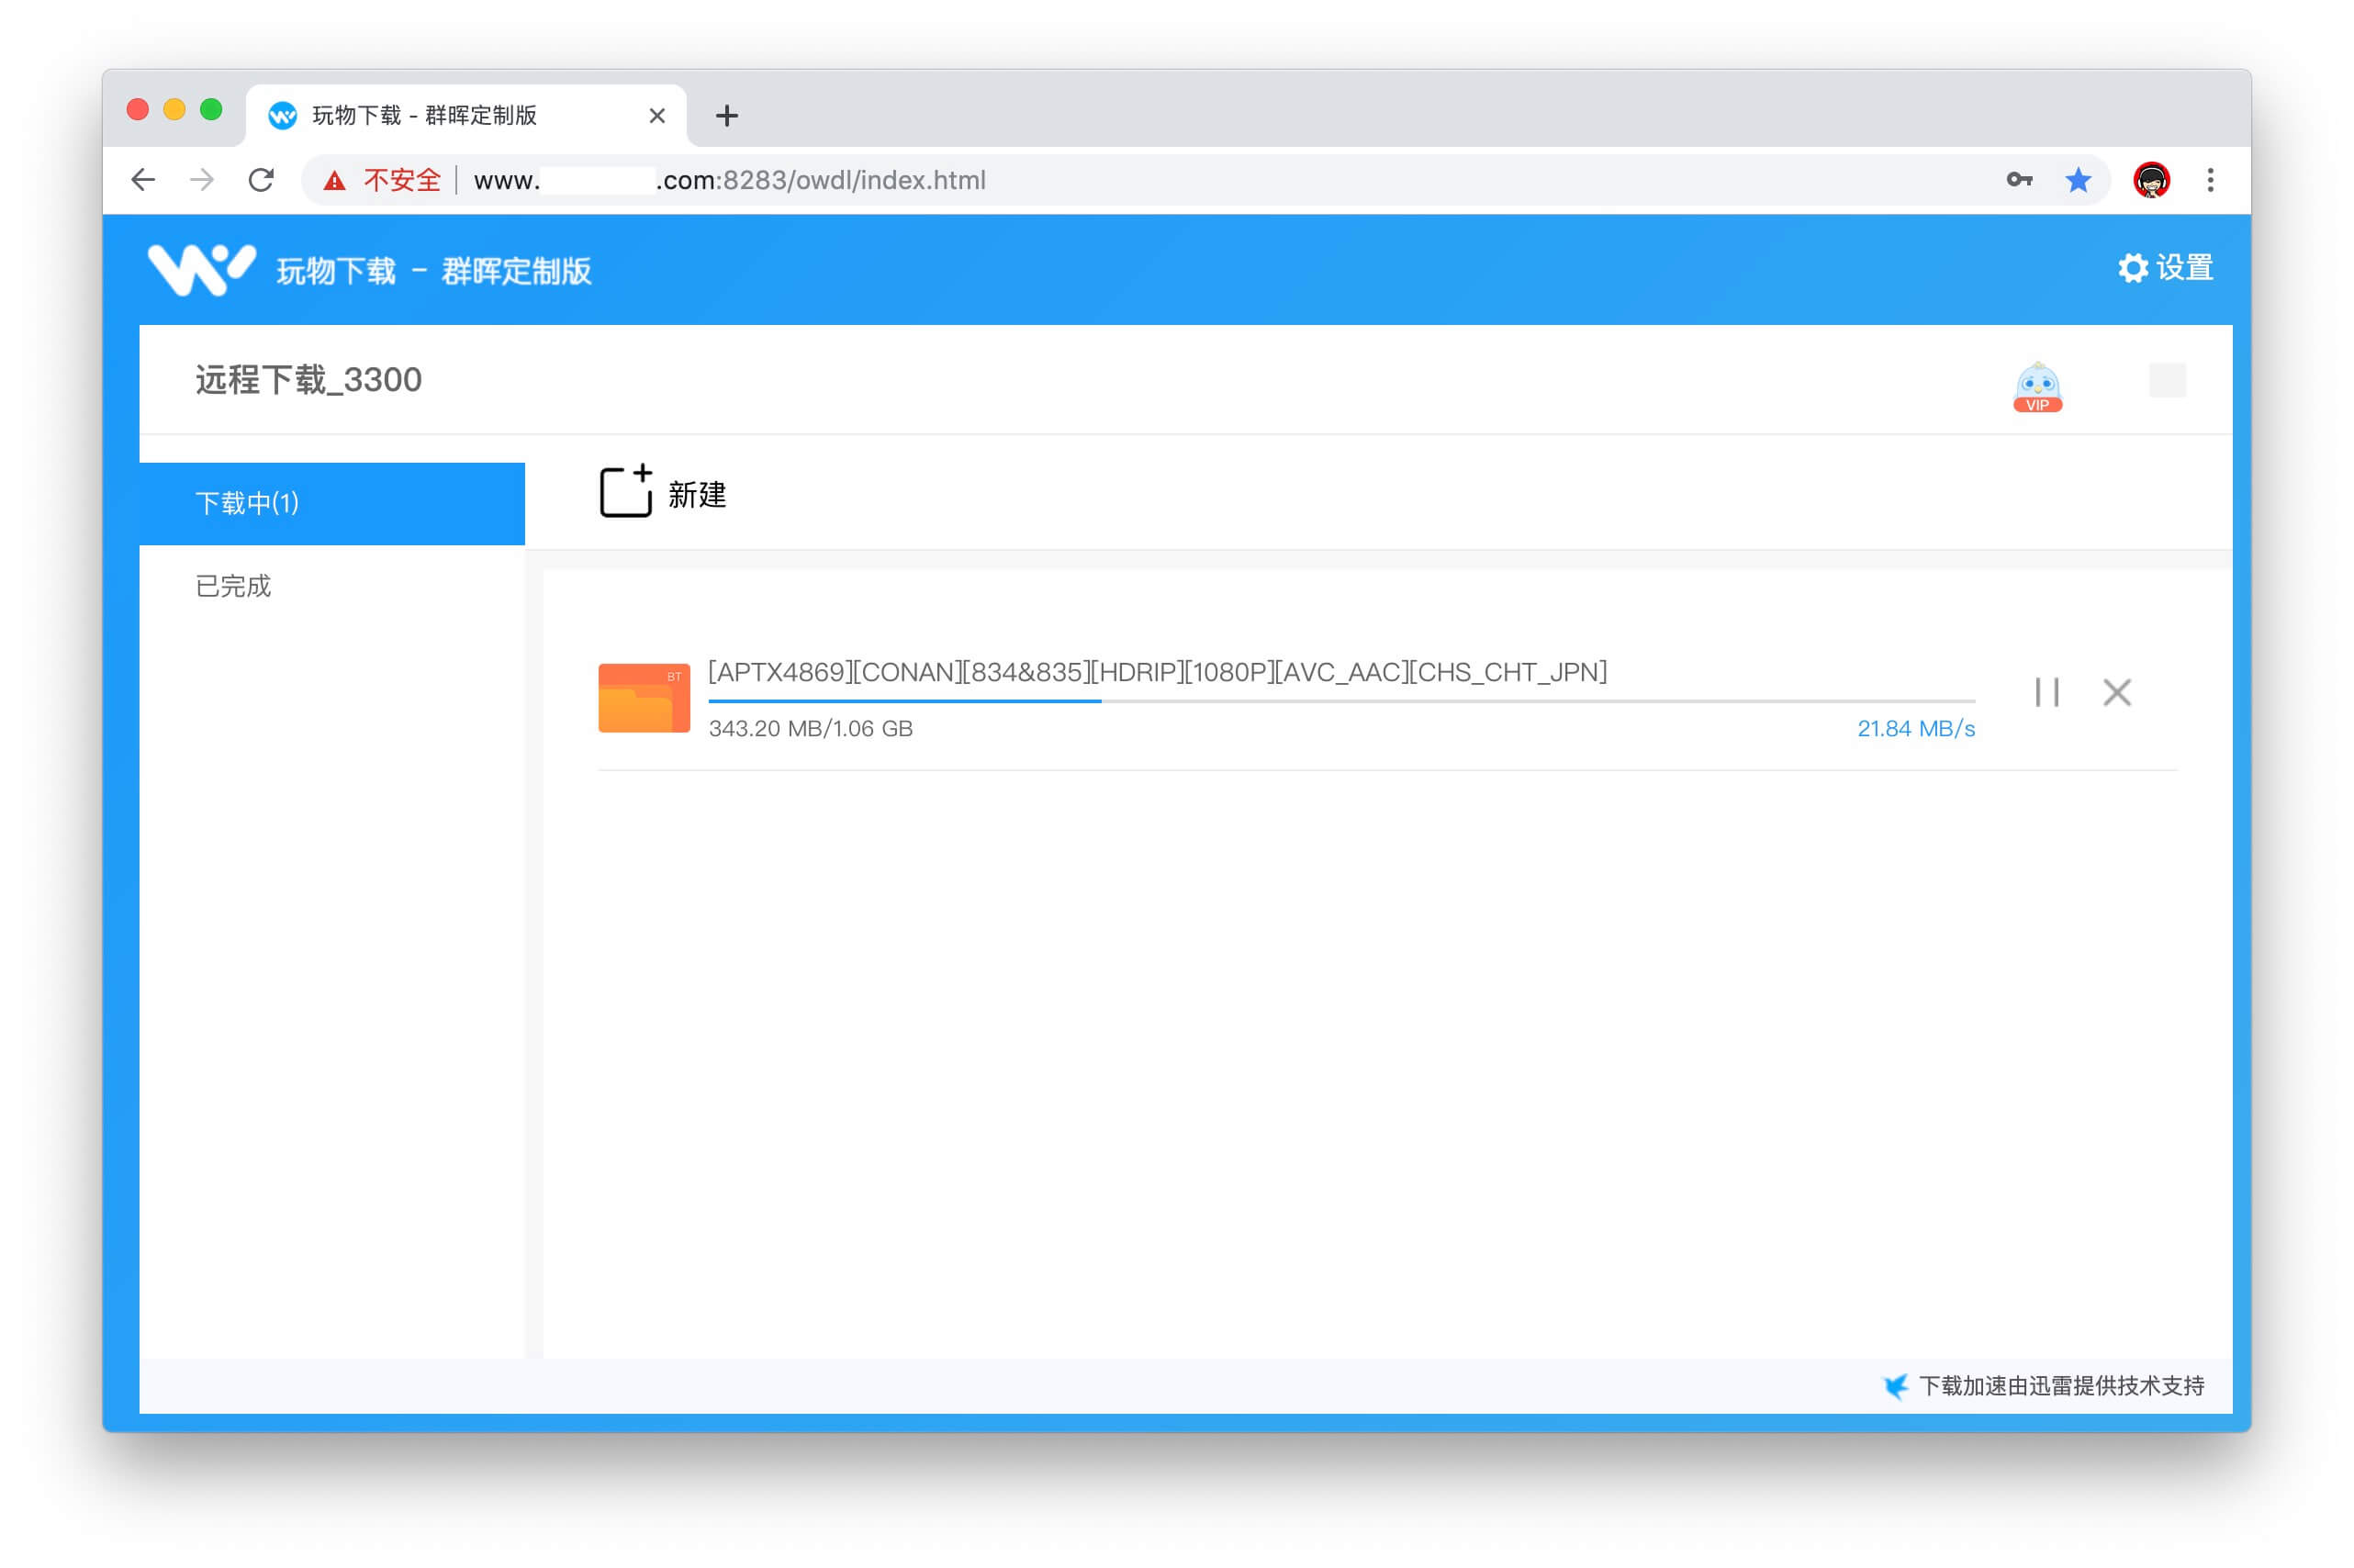 玩物下载 - 群晖定制版
不安全 www. .com:8283/owdl/index.html
玩物下载 - 群晖定制版
设置
远程下载_3300
VIP
下载中(1)
新建
已完成
BT
[APTX4869][CONAN][834&835][HDRIP][1080P][AVC_AAC][CHS_CHT_JPN]
343.20 MB/1.06 GB
21.84 MB/s
下载加速由迅雷提供技术支持